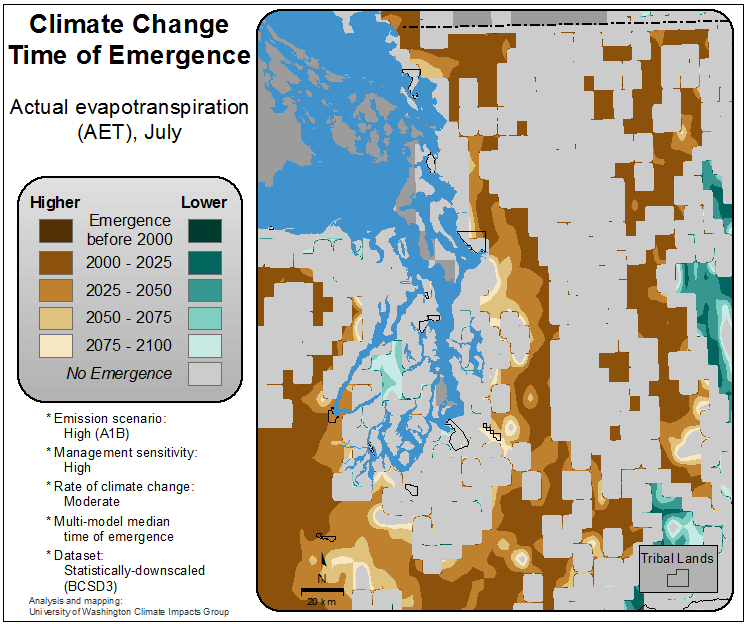 Climate Change
Time of Emergence
Actual evapotranspiration
(AET), July
Higher Lower
Emergence
before 2000
2000 - 2025
2025 - 2050
2050 - 2075
2075 - 2100
No Emergence
* Emission scenario:
High (A1B)
* Management sensitivity:
High
* Rate of climate change:
Moderate
* Multi-model median
time of emergence
* Dataset:
Statistically-downscaled
(BCSD3)
Analysis and mapping:
University of Washington Climate Impacts Group
N
20 km
Tribal Lands